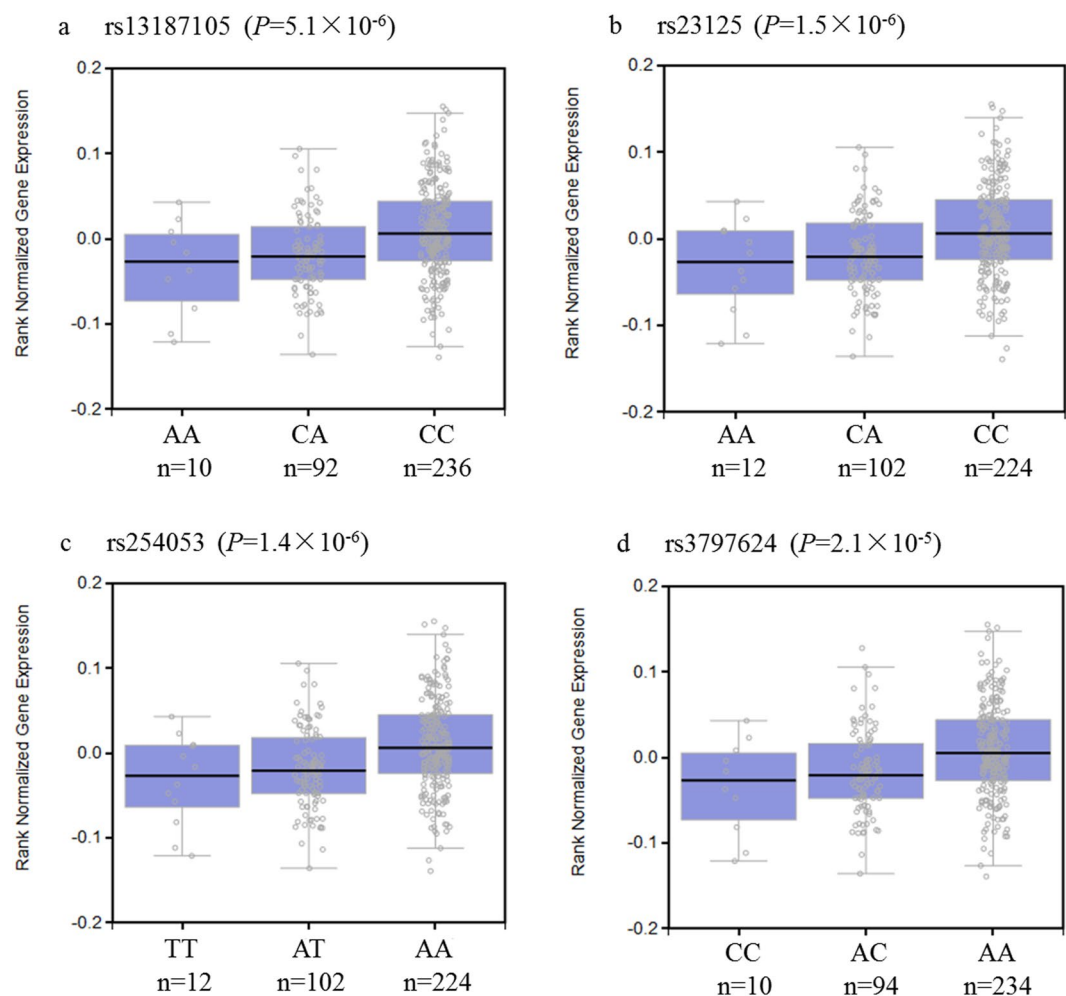 a rs13187105 (P=5.1×10⁻⁶)
0.2
0.1
0.0
-0.1
-0.2
Rank Normalized Gene Expression
AA CA CC
n=10 n=92 n=236
b rs23125 (P=1.5×10⁻⁶)
0.2
0.1
0.0
-0.1
-0.2
Rank Normalized Gene Expression
AA CA CC
n=12 n=102 n=224
c rs254053 (P=1.4×10⁻⁶)
0.2
0.1
0.0
-0.1
-0.2
Rank Normalized Gene Expression
TT AT AA
n=12 n=102 n=224
d rs3797624 (P=2.1×10⁻⁵)
0.2
0.1
0.0
-0.1
-0.2
Rank Normalized Gene Expression
CC AC AA
n=10 n=94 n=234